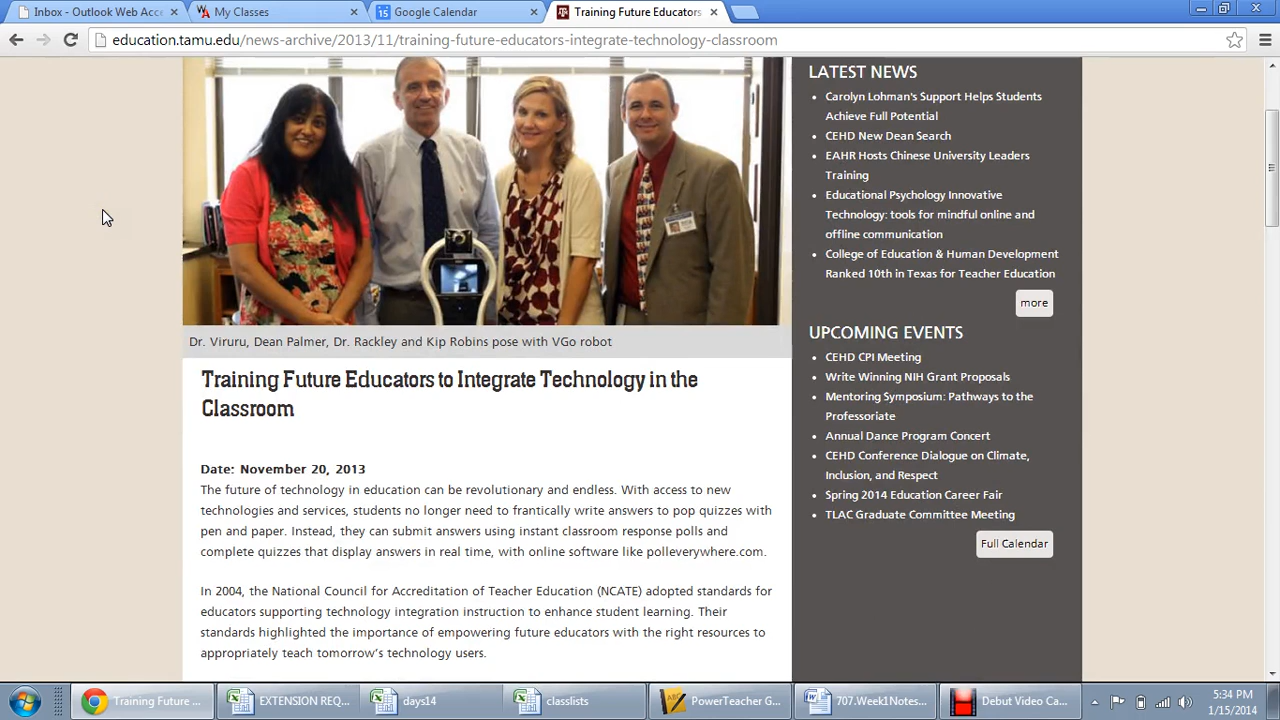 Inbox - Outlook Web Acc
My Classes
Google Calendar
Training Future Educators
education.tamu.edu/news-archive/2013/11/training-future-educators-integrate-technology-classroom
Dr. Viruru, Dean Palmer, Dr. Rackley and Kip Robins pose with VGo robot
Training Future Educators to Integrate Technology in the
Classroom
Date: November 20, 2013
The future of technology in education can be revolutionary and endless. With access to new
technologies and services, students no longer need to frantically write answers to pop quizzes with
pen and paper. Instead, they can submit answers using instant classroom response polls and
complete quizzes that display answers in real time, with online software like polleverywhere.com.
In 2004, the National Council for Accreditation of Teacher Education (NCATE) adopted standards for
educators supporting technology integration instruction to enhance student learning. Their
standards highlighted the importance of empowering future educators with the right resources to
appropriately teach tomorrow's technology users.
LATEST NEWS
• Carolyn Lohman's Support Helps Students
Achieve Full Potential
• CEHD New Dean Search
• EAHR Hosts Chinese University Leaders
Training
• Educational Psychology Innovative
Technology: tools for mindful online and
offline communication
• College of Education & Human Development
Ranked 10th in Texas for Teacher Education
more
UPCOMING EVENTS
• CEHD CPI Meeting
• Write Winning NIH Grant Proposals
• Mentoring Symposium: Pathways to the
Professoriate
• Annual Dance Program Concert
• CEHD Conference Dialogue on Climate,
Inclusion, and Respect
• Spring 2014 Education Career Fair
• TLAC Graduate Committee Meeting
Full Calendar
Training Future ...
EXTENSION REQ...
days14
classlists
PowerTeacher G...
707.Week1Notes...
Debut Video Ca...
5:34 PM
1/15/2014